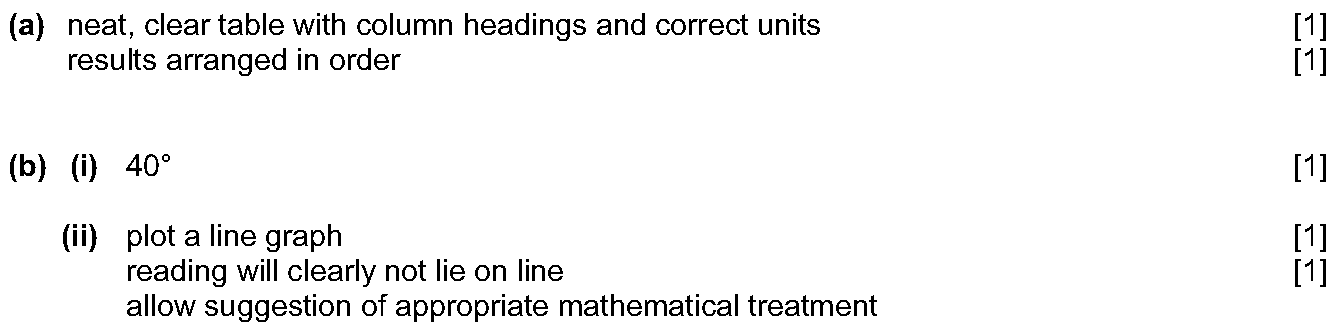 (a) neat, clear table with column headings and correct units [1]
results arranged in order [1]
(b) (i) 40° [1]
(ii) plot a line graph [1]
reading will clearly not lie on line [1]
allow suggestion of appropriate mathematical treatment